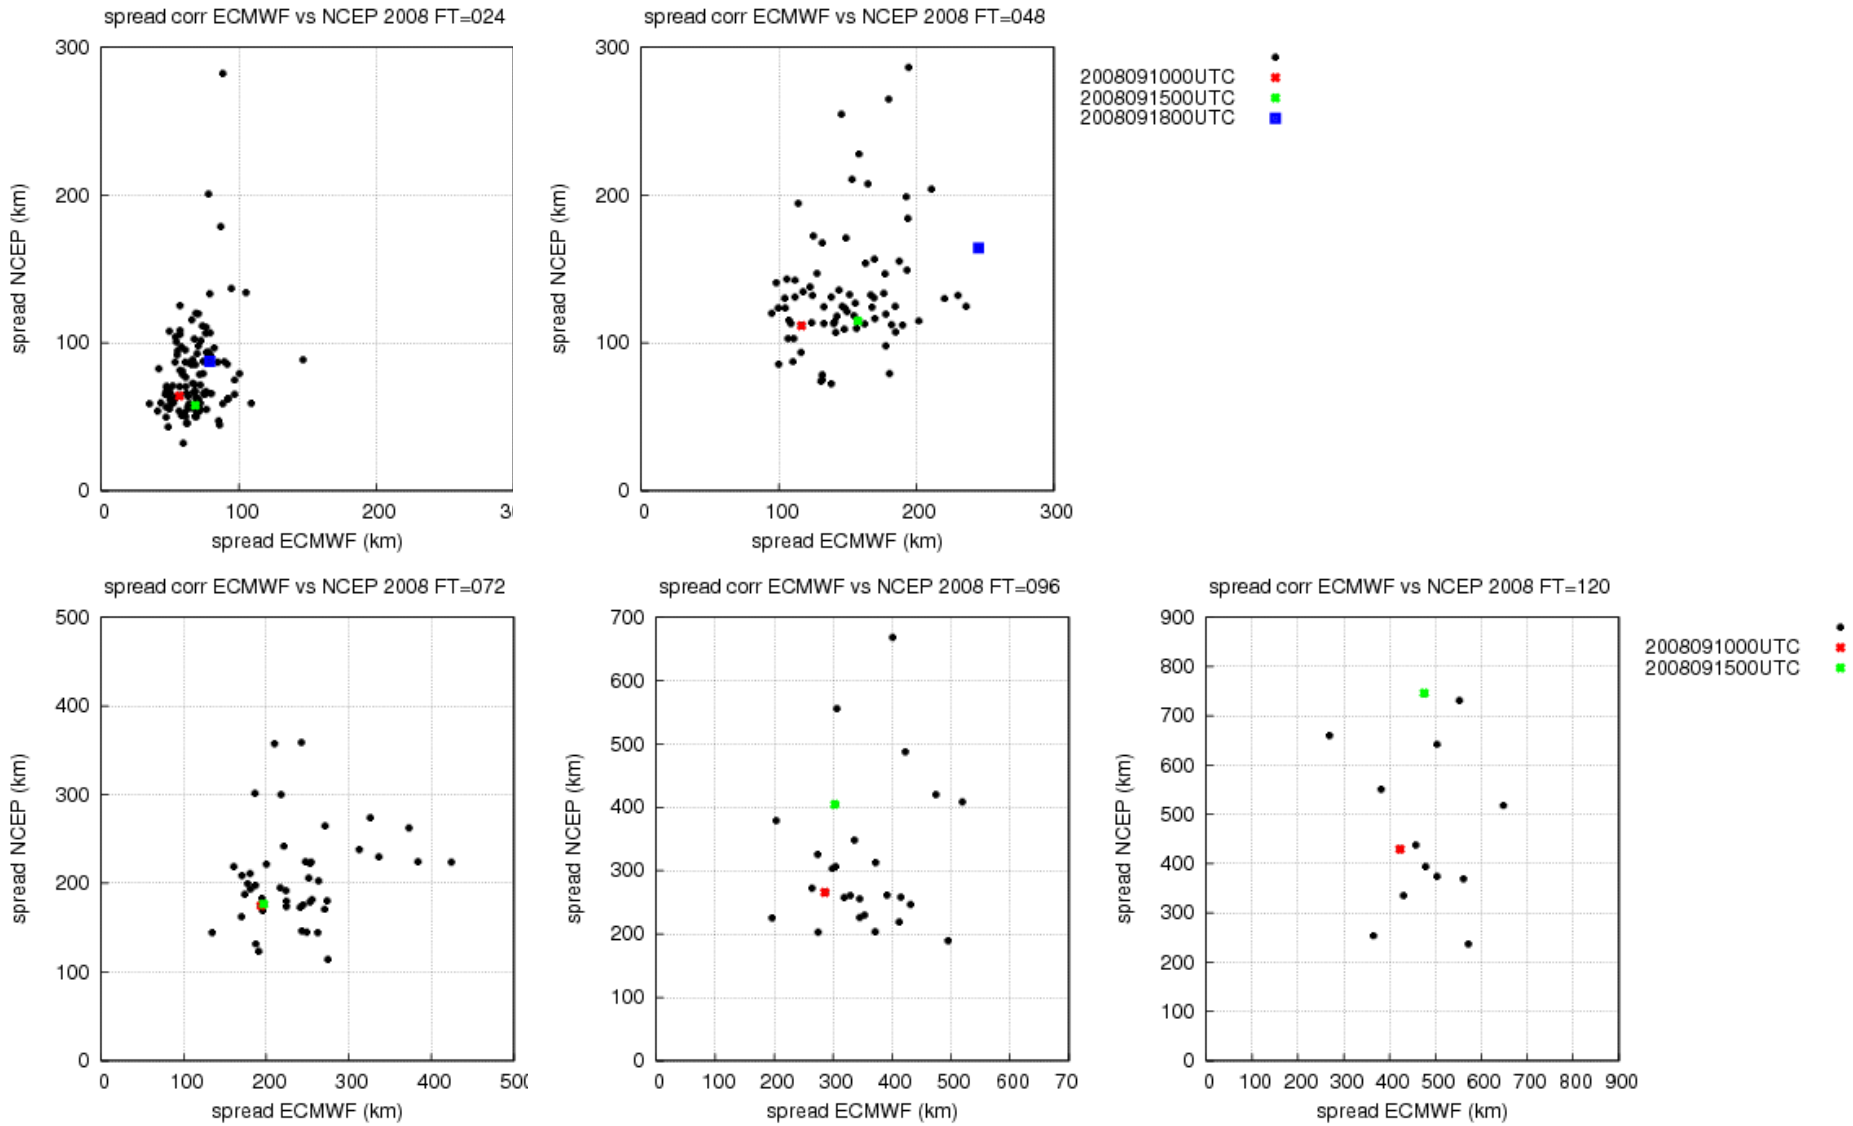 spread corr ECMWF vs NCEP 2008 FT=024
300
200
100
0
0 100 200 3
spread NCEP (km)
spread ECMWF (km)
spread corr ECMWF vs NCEP 2008 FT=048
300
200
100
0
0 100 200 300
spread NCEP (km)
spread ECMWF (km)
2008091000UTC
2008091500UTC
2008091800UTC
spread corr ECMWF vs NCEP 2008 FT=072
500
400
300
200
100
0
0 100 200 300 400 500
spread NCEP (km)
spread ECMWF (km)
spread corr ECMWF vs NCEP 2008 FT=096
700
600
500
400
300
200
100
0
0 100 200 300 400 500 600 70
spread NCEP (km)
spread ECMWF (km)
spread corr ECMWF vs NCEP 2008 FT=120
900
800
700
600
500
400
300
200
100
0
0 100 200 300 400 500 600 700 800 900
spread NCEP (km)
spread ECMWF (km)
2008091000UTC
2008091500UTC